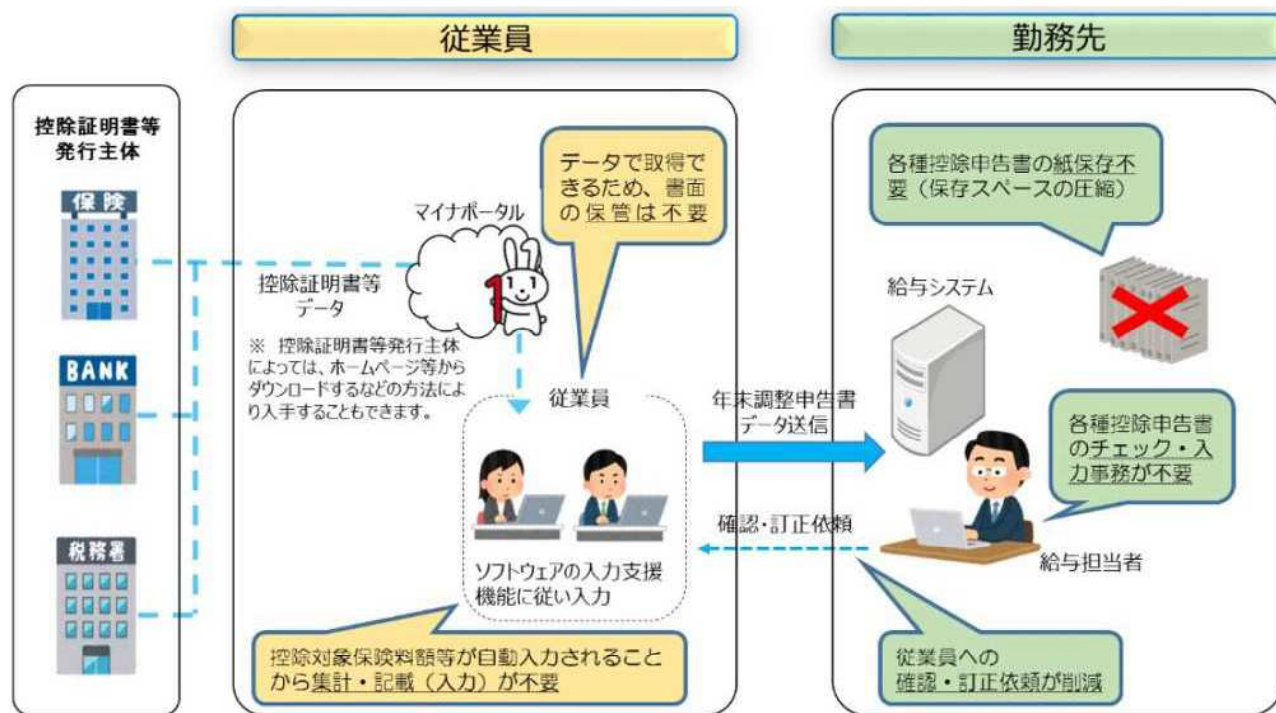 従業員
勤務先
控除証明書等
発行主体
保険
BANK
税務署
控除証明書等
データ
※ 控除証明書等発行主体
によっては、ホームページ等から
ダウンロードするなどの方法によ
り入手することもできます。
マイナポータル
1
データで取得で
きるため、書面
の保管は不要
従業員
ソフトウェアの入力支援
機能に従い入力
控除対象保険料額等が自動入力されること
から集計・記載（入力）が不要
年末調整申告書
データ送信
確認・訂正依頼
各種控除申告書の紙保存不
要（保存スペースの圧縮）
給与システム
各種控除申告書
のチェック・入
力事務が不要
給与担当者
従業員への
確認・訂正依頼が削減